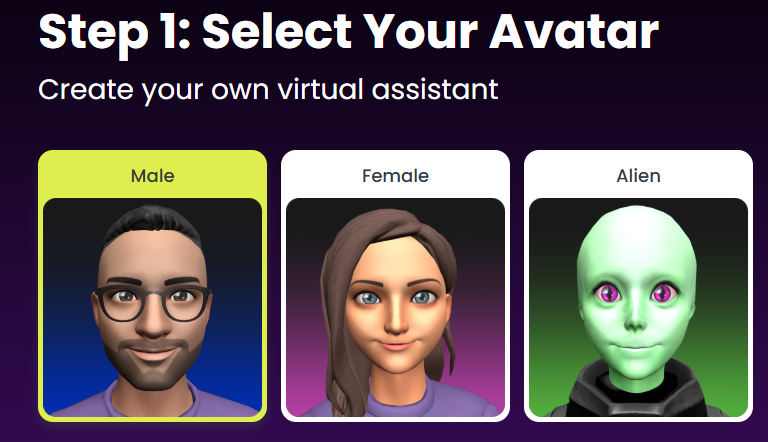 Step 1: Select Your Avatar
Create your own virtual assistant
Male
Female
Alien